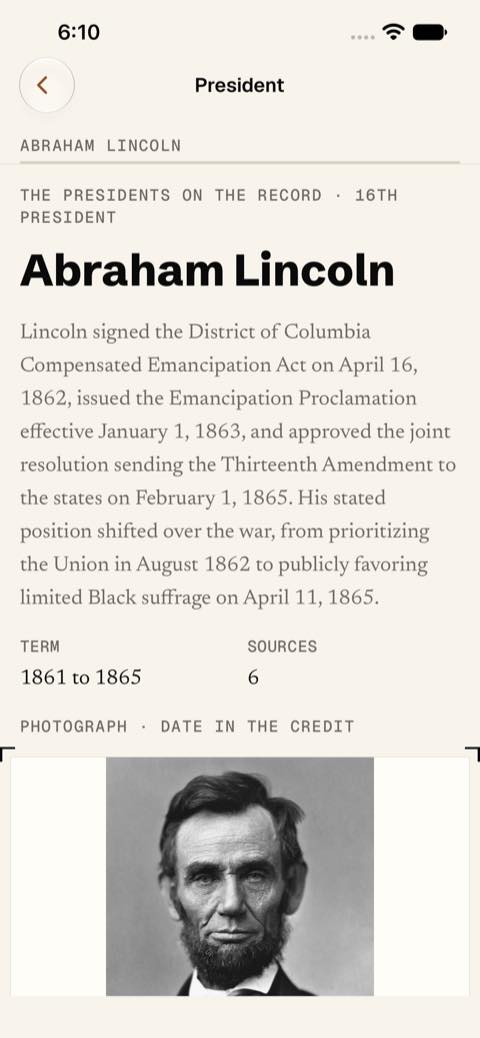 6:10
President
ABRAHAM LINCOLN
THE PRESIDENTS ON THE RECORD · 16TH
PRESIDENT
Abraham Lincoln
Lincoln signed the District of Columbia
Compensated Emancipation Act on April 16,
1862, issued the Emancipation Proclamation
effective January 1, 1863, and approved the joint
resolution sending the Thirteenth Amendment to
the states on February 1, 1865. His stated
position shifted over the war, from prioritizing
the Union in August 1862 to publicly favoring
limited Black suffrage on April 11, 1865.
TERM SOURCES
1861 to 1865 6
PHOTOGRAPH · DATE IN THE CREDIT